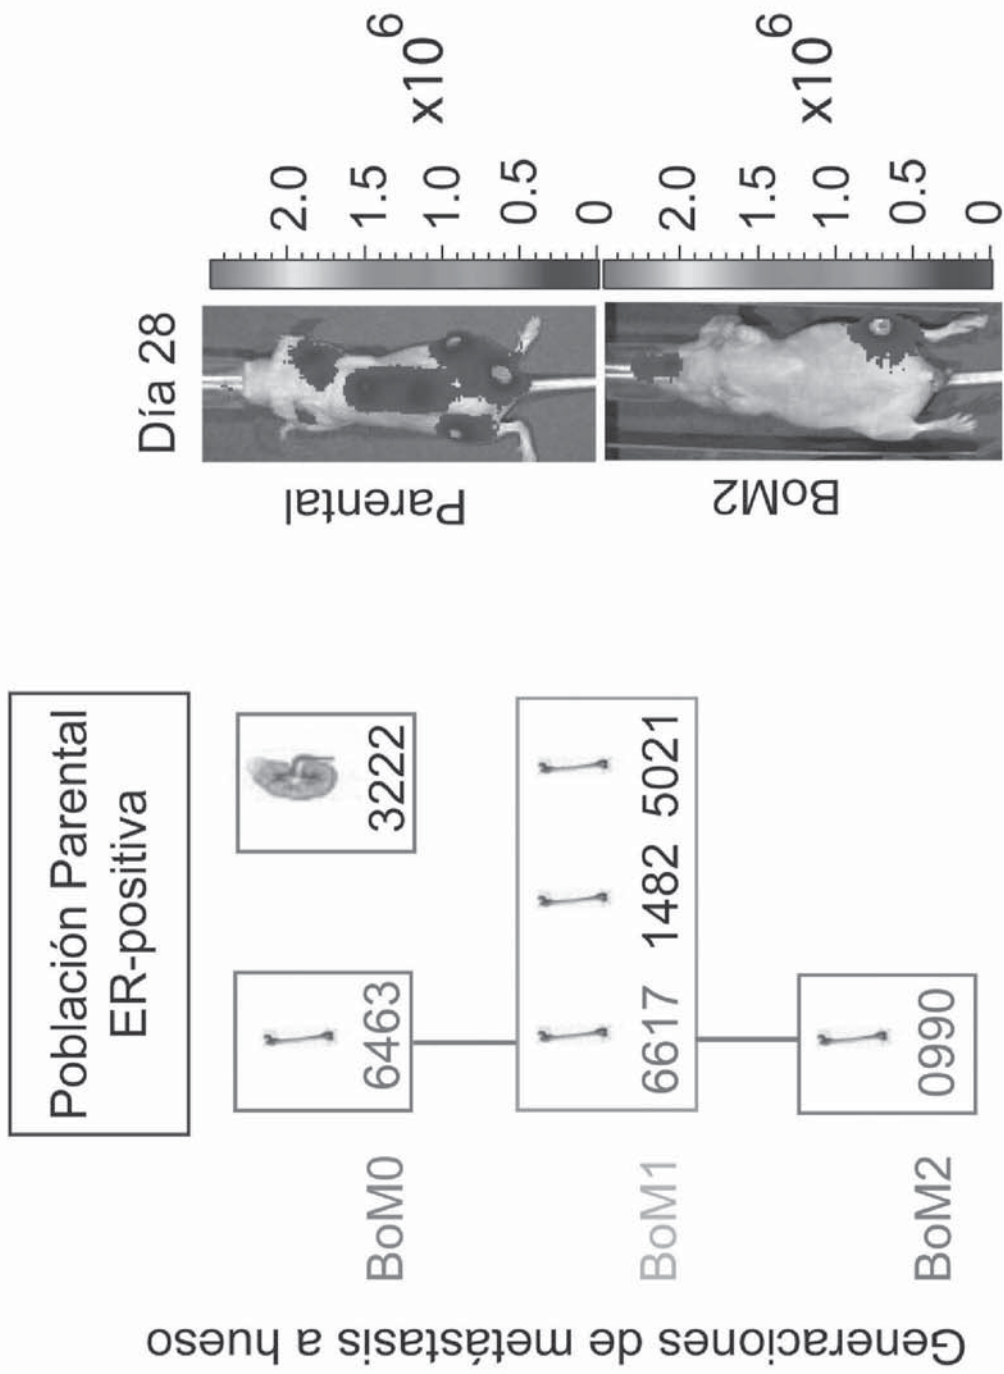 Población Parental
ER-positiva
Generaciones de metástasis a hueso
BoM0
6463
3222
BoM1
6617 1482 5021
BoM2
0990
Día 28
Parental
2.0
1.5
1.0
0.5
0
x10
6
BoM2
2.0
1.5
1.0
0.5
0
x10
6